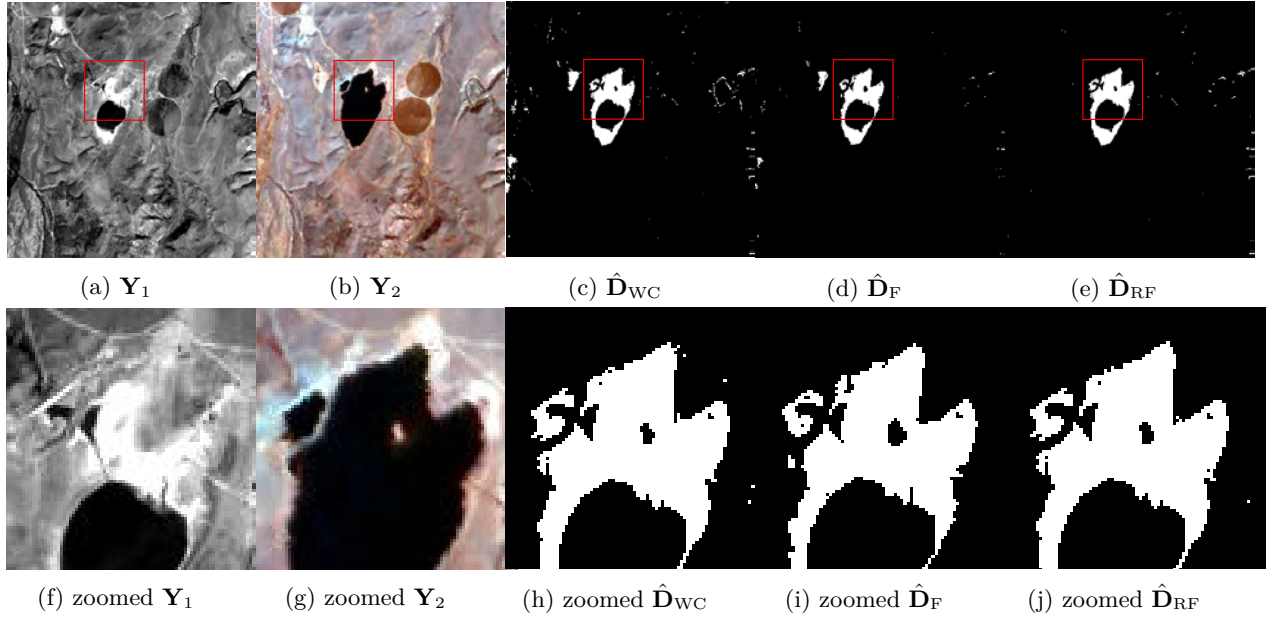 (a) Y₁ (b) Y₂ (c) D̂_WC (d) D̂_F (e) D̂_RF
(f) zoomed Y₁ (g) zoomed Y₂ (h) zoomed D̂_WC (i) zoomed D̂_F (j) zoomed D̂_RF